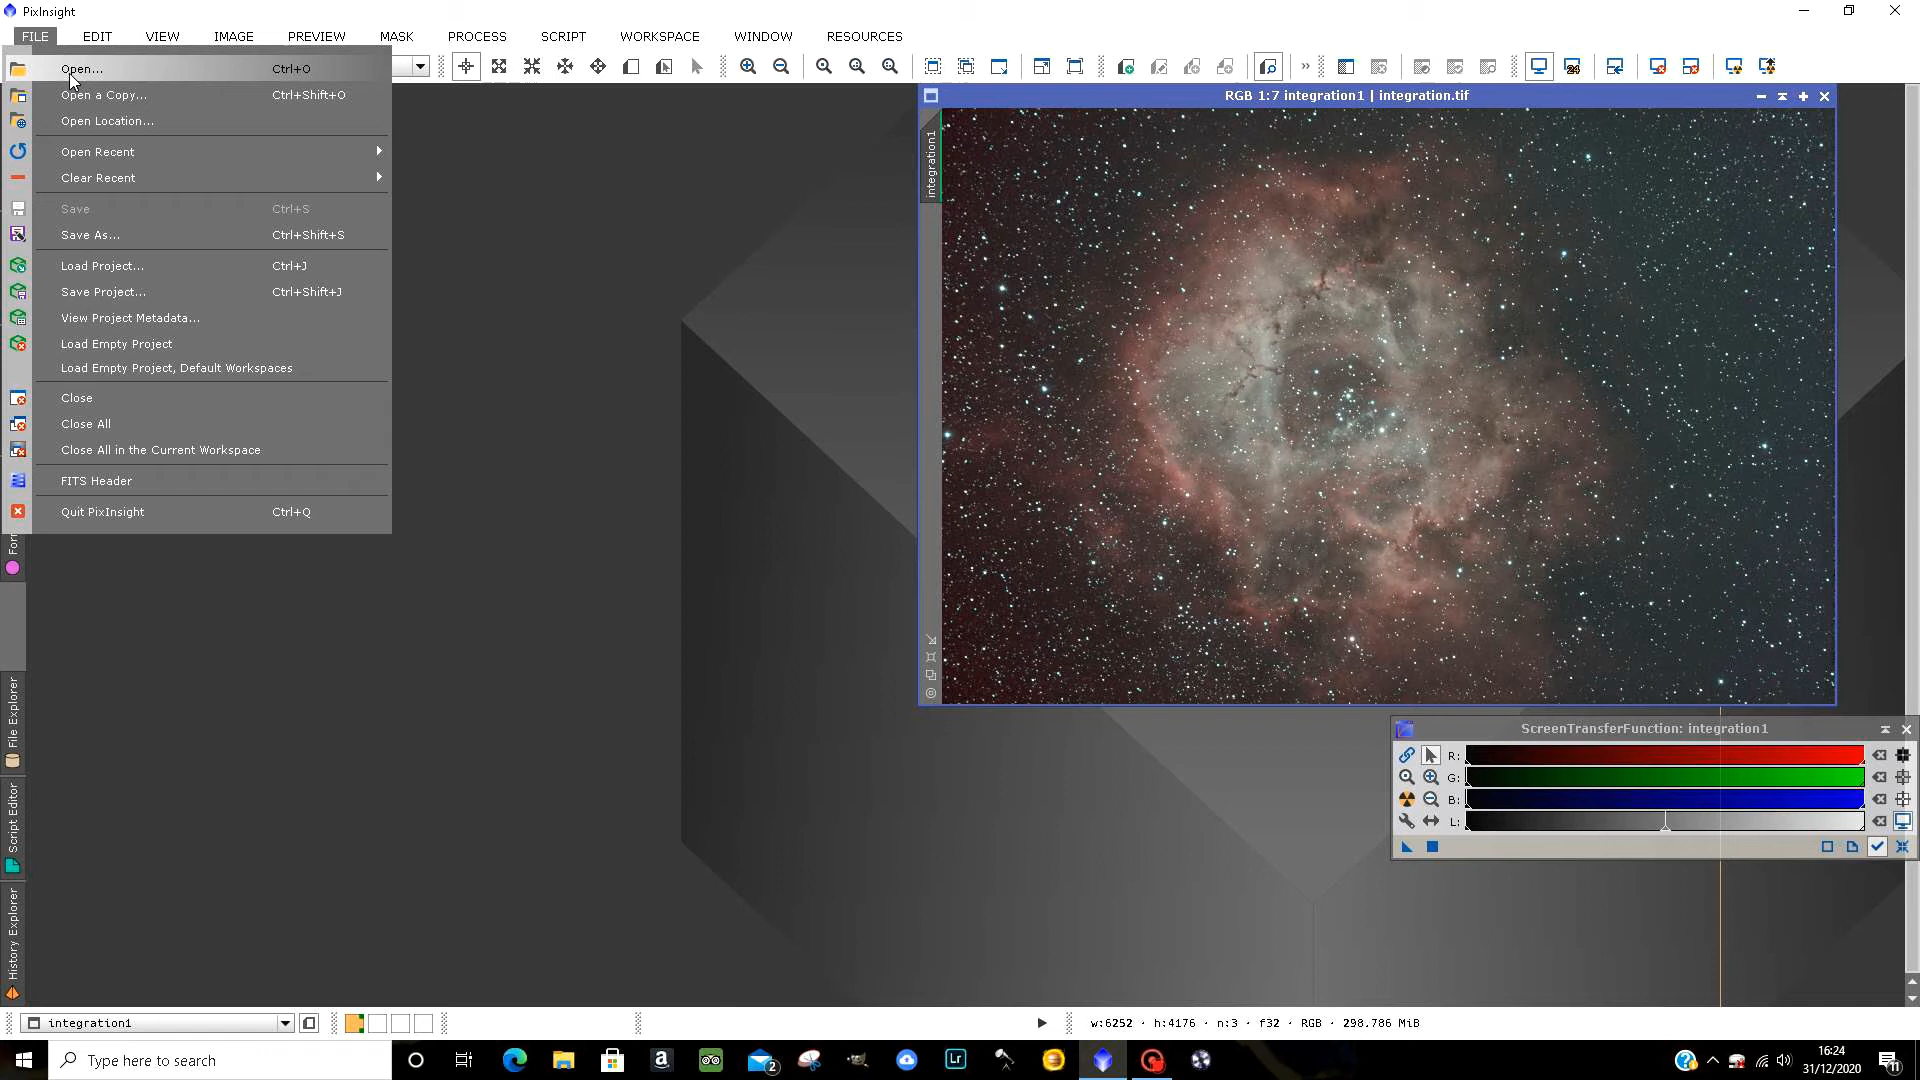 PixInsight
FILE EDIT VIEW IMAGE PREVIEW MASK PROCESS SCRIPT WORKSPACE WINDOW RESOURCES
Open... Ctrl+O
Open a Copy... Ctrl+Shift+O
Open Location...
Open Recent
Clear Recent
Save Ctrl+S
Save As... Ctrl+Shift+S
Load Project... Ctrl+J
Save Project... Ctrl+Shift+J
View Project Metadata...
Load Empty Project
Load Empty Project, Default Workspaces
Close
Close All
Close All in the Current Workspace
FITS Header
Quit PixInsight Ctrl+Q
24
RGB 1:7 integration1 | integration.tif
integration1
File Explorer
Script Editor
History Explorer
ScreenTransferFunction: integration1
R:
G:
B:
L:
integration1
w:6252 · h:4176 · n:3 · f32 · RGB · 298.786 MiB
Type here to search
a
2
Lr
16:24
31/12/2020
11